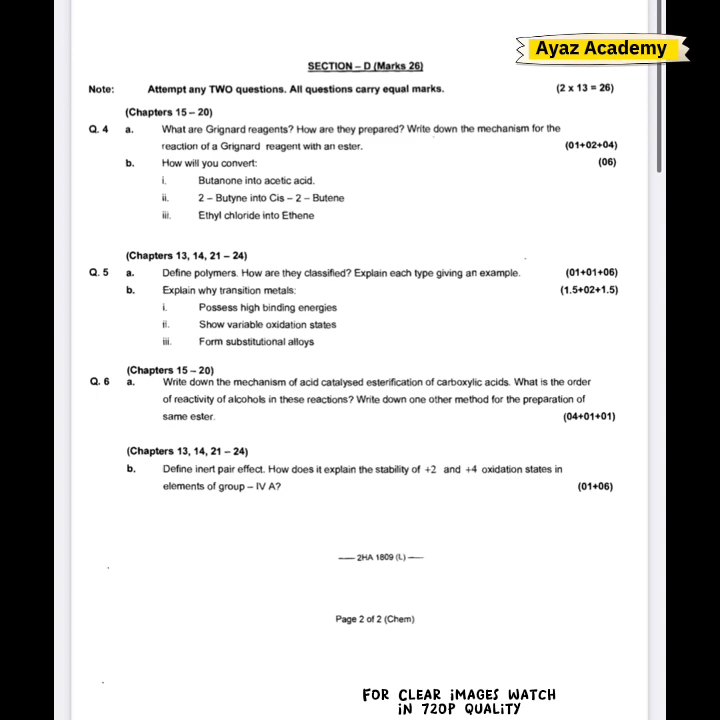 Ayaz Academy
SECTION – D (Marks 26)
Note: Attempt any TWO questions. All questions carry equal marks. (2 x 13 = 26)
(Chapters 15 – 20)
Q. 4 a. What are Grignard reagents? How are they prepared? Write down the mechanism for the
reaction of a Grignard reagent with an ester. (01+02+04)
b. How will you convert: (06)
i. Butanone into acetic acid.
ii. 2 – Butyne into Cis – 2 – Butene
iii. Ethyl chloride into Ethene
(Chapters 13, 14, 21 – 24)
Q. 5 a. Define polymers. How are they classified? Explain each type giving an example. (01+01+06)
b. Explain why transition metals: (1.5+02+1.5)
i. Possess high binding energies
ii. Show variable oxidation states
iii. Form substitutional alloys
(Chapters 15 – 20)
Q. 6 a. Write down the mechanism of acid catalysed esterification of carboxylic acids. What is the order
of reactivity of alcohols in these reactions? Write down one other method for the preparation of
same ester. (04+01+01)
(Chapters 13, 14, 21 – 24)
b. Define inert pair effect. How does it explain the stability of +2 and +4 oxidation states in
elements of group – IV A? (01+06)
–– 2HA 1809 (L) ––
Page 2 of 2 (Chem)
FOR CLEAR iMAGES WATCH
iN 720P QUALiTY